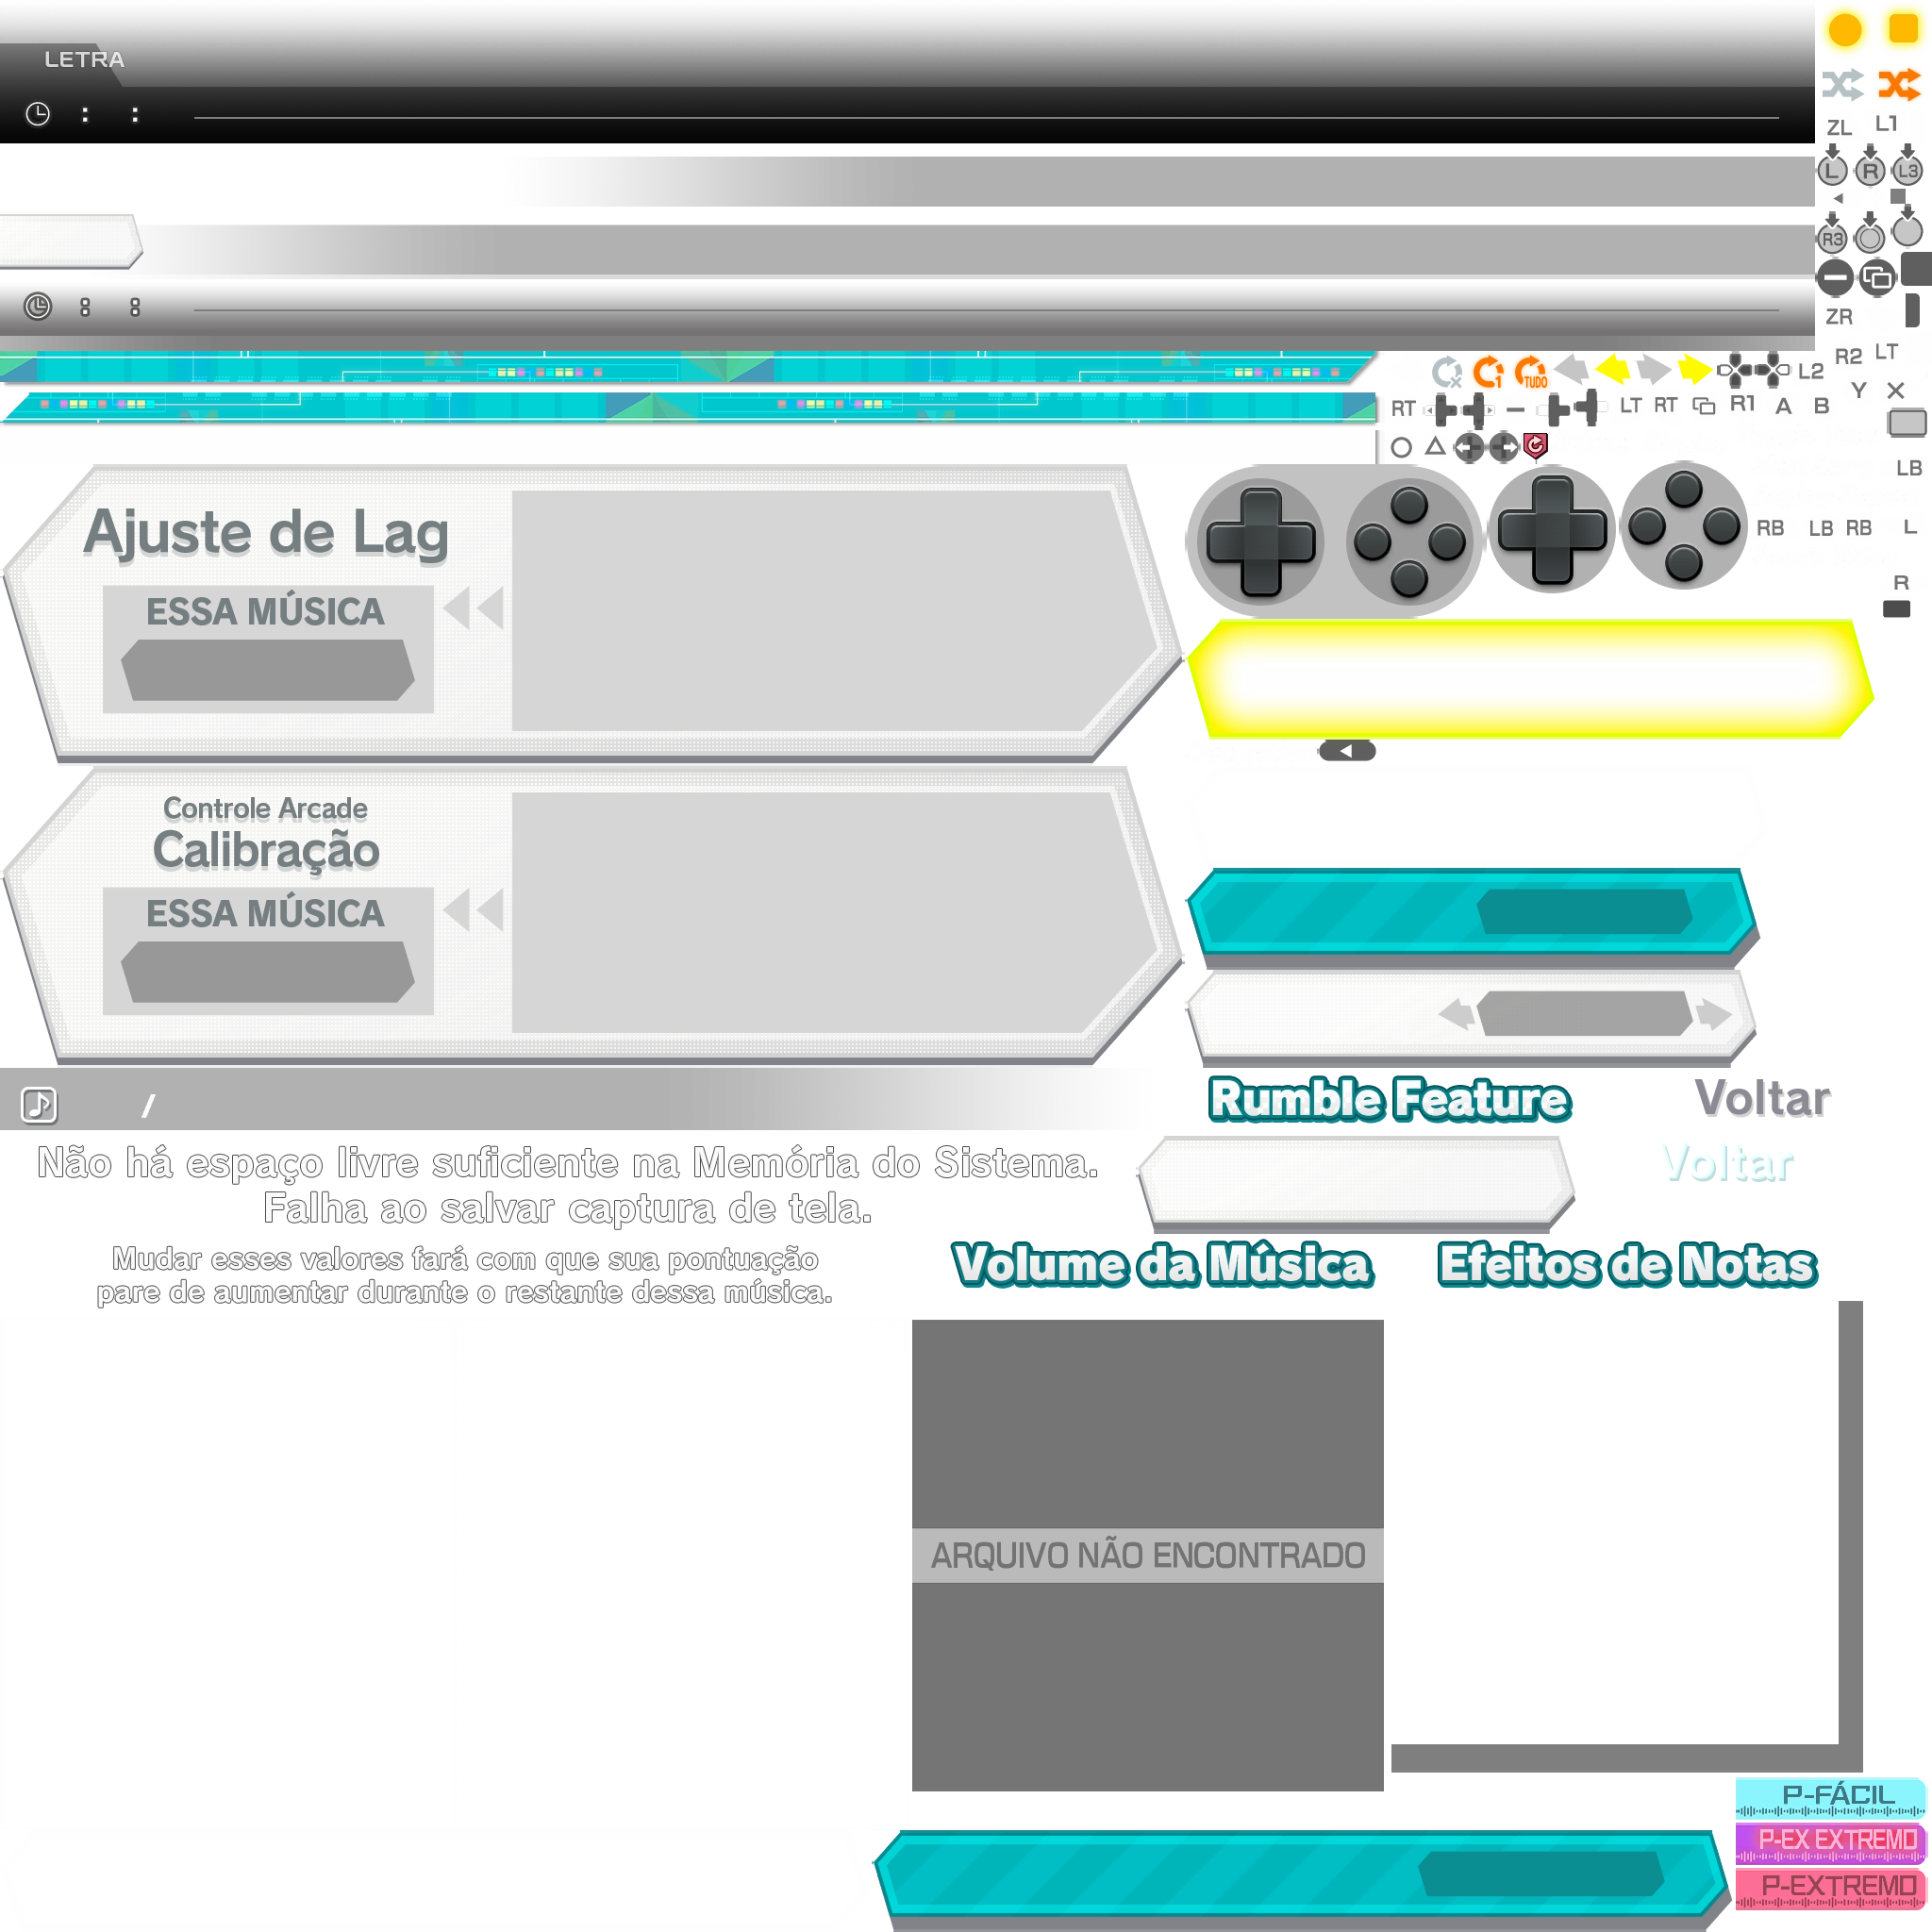 LETRA
: :
ZL L1
L R L3
R3
: :
ZR
R2 LT
× 1 TUDO L2
Y ×
RT – LT RT R1 A B
LB
RB LB RB L
R
Ajuste de Lag
ESSA MÚSICA
Controle Arcade
Calibração
ESSA MÚSICA
/
Rumble Feature
Voltar
Voltar
Não há espaço livre suficiente na Memória do Sistema.
Falha ao salvar captura de tela.
Mudar esses valores fará com que sua pontuação
pare de aumentar durante o restante dessa música.
Volume da Música
Efeitos de Notas
ARQUIVO NÃO ENCONTRADO
P-FÁCIL
P-EX EXTREMO
P-EXTREMO